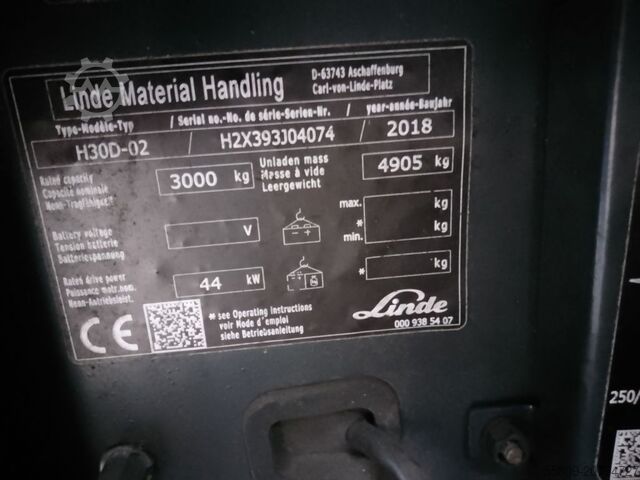 Linde Material Handling
D-63743 Aschaffenburg
Carl-von-Linde-Platz
Type-Modèle-Typ / Serial no.-No. de série-Serien-Nr. / year-année-Baujahr
H30D-02 / H2X393J04074 / 2018
Rated capacity
Capacité nominale
Nenn-Tragfähigkeit
3000 kg
Unladen mass
Masse à vide
Leergewicht
4905 kg
Battery voltage
Tension batterie
Batteriespannung
V
max. kg
* min. kg
Rated drive power
Puissance motr.nom.
Nenn-Antriebsleist.
44 kW
* kg
CE
* see Operating instructions
voir Mode d'emploi
siehe Betriebsanleitung
Linde
000 938 54 07
250/